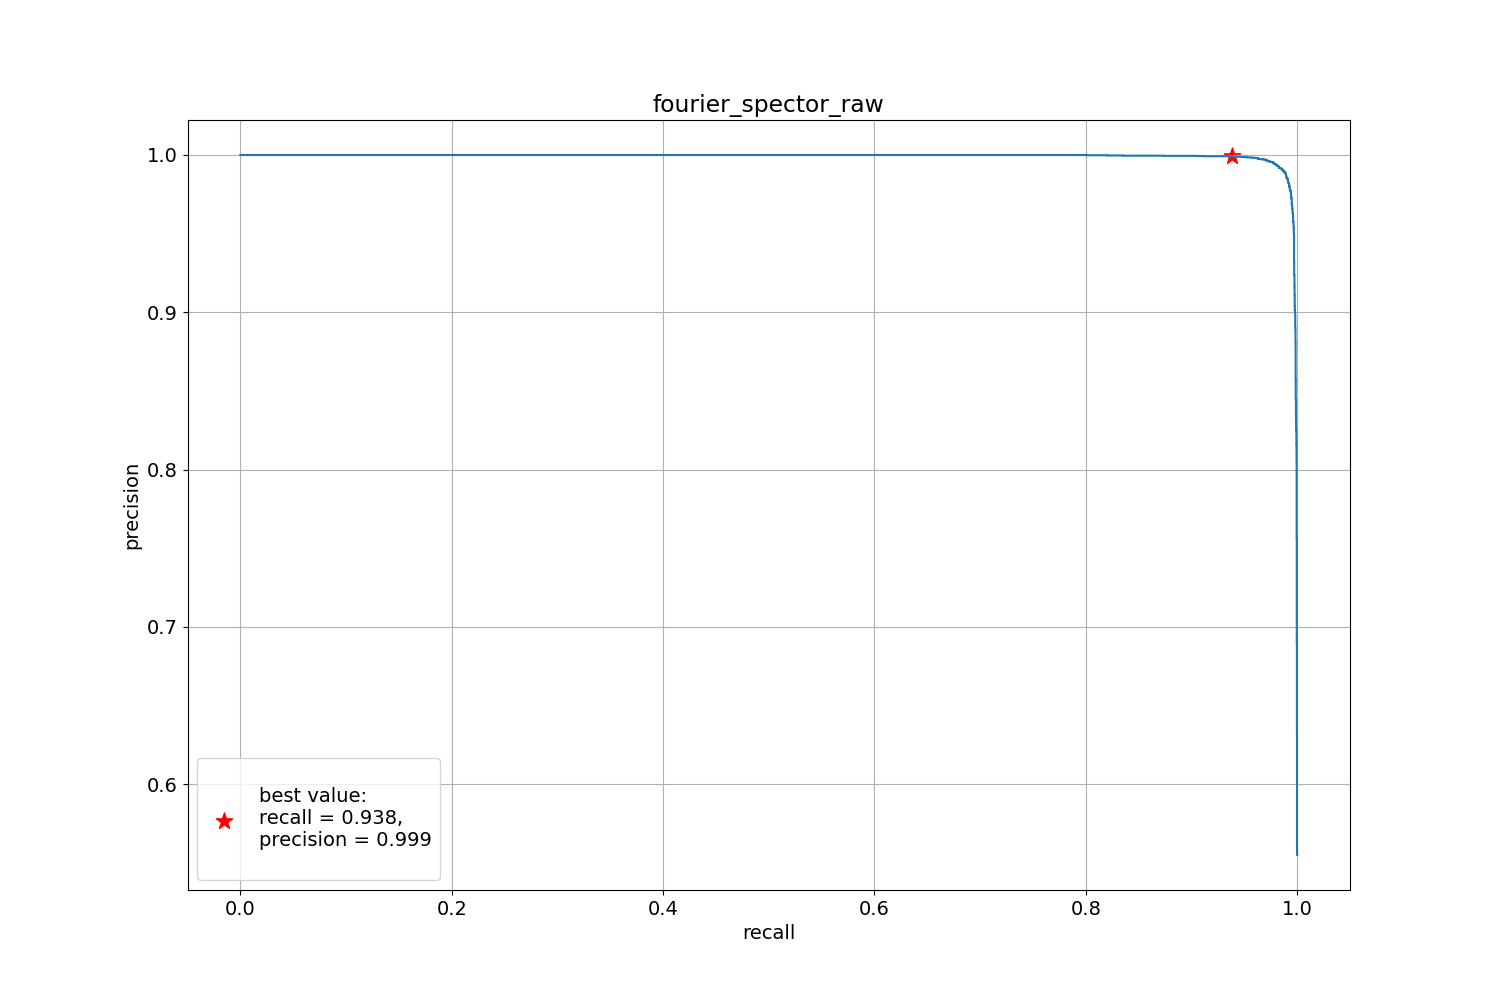 fourier_spector_raw
1.0
0.9
0.8
0.7
0.6
precision
best value:
recall = 0.938,
precision = 0.999
0.0 0.2 0.4 0.6 0.8 1.0
recall